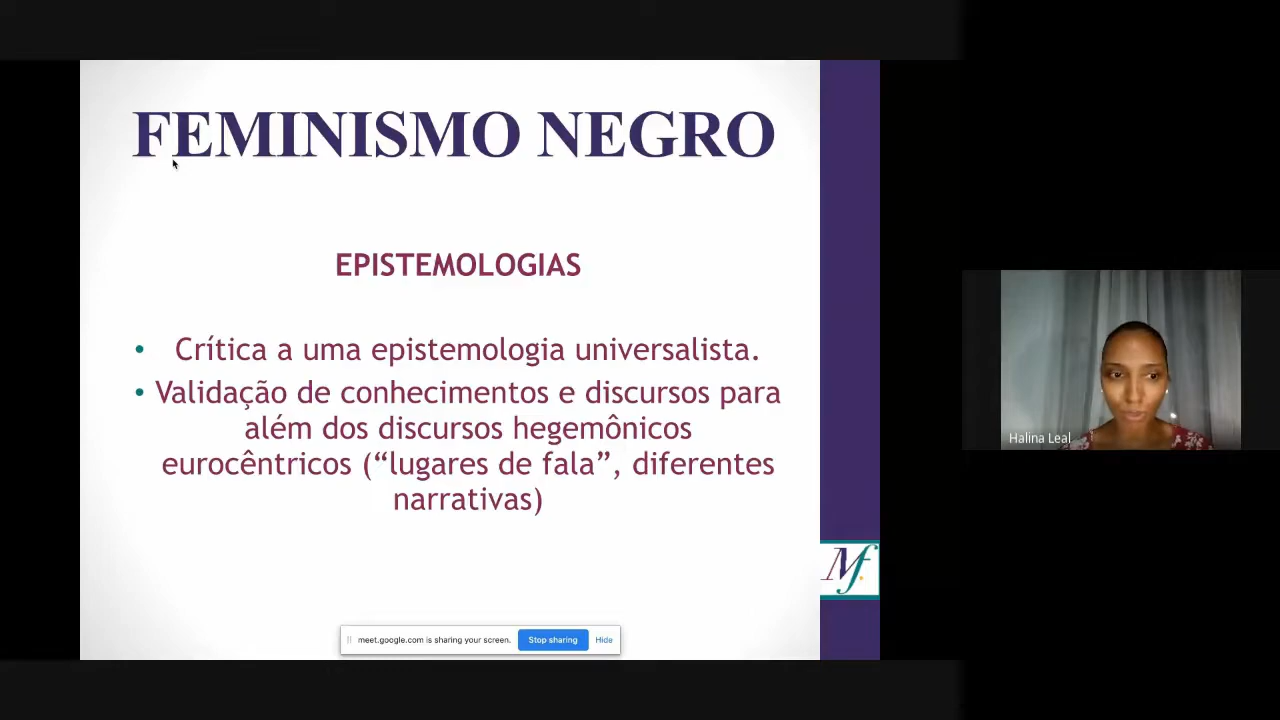 FEMINISMO NEGRO
EPISTEMOLOGIAS
• Crítica a uma epistemologia universalista.
• Validação de conhecimentos e discursos para
além dos discursos hegemônicos
eurocêntricos (“lugares de fala”, diferentes
narrativas)
Mf.
meet.google.com is sharing your screen. Stop sharing Hide
Halina Leal